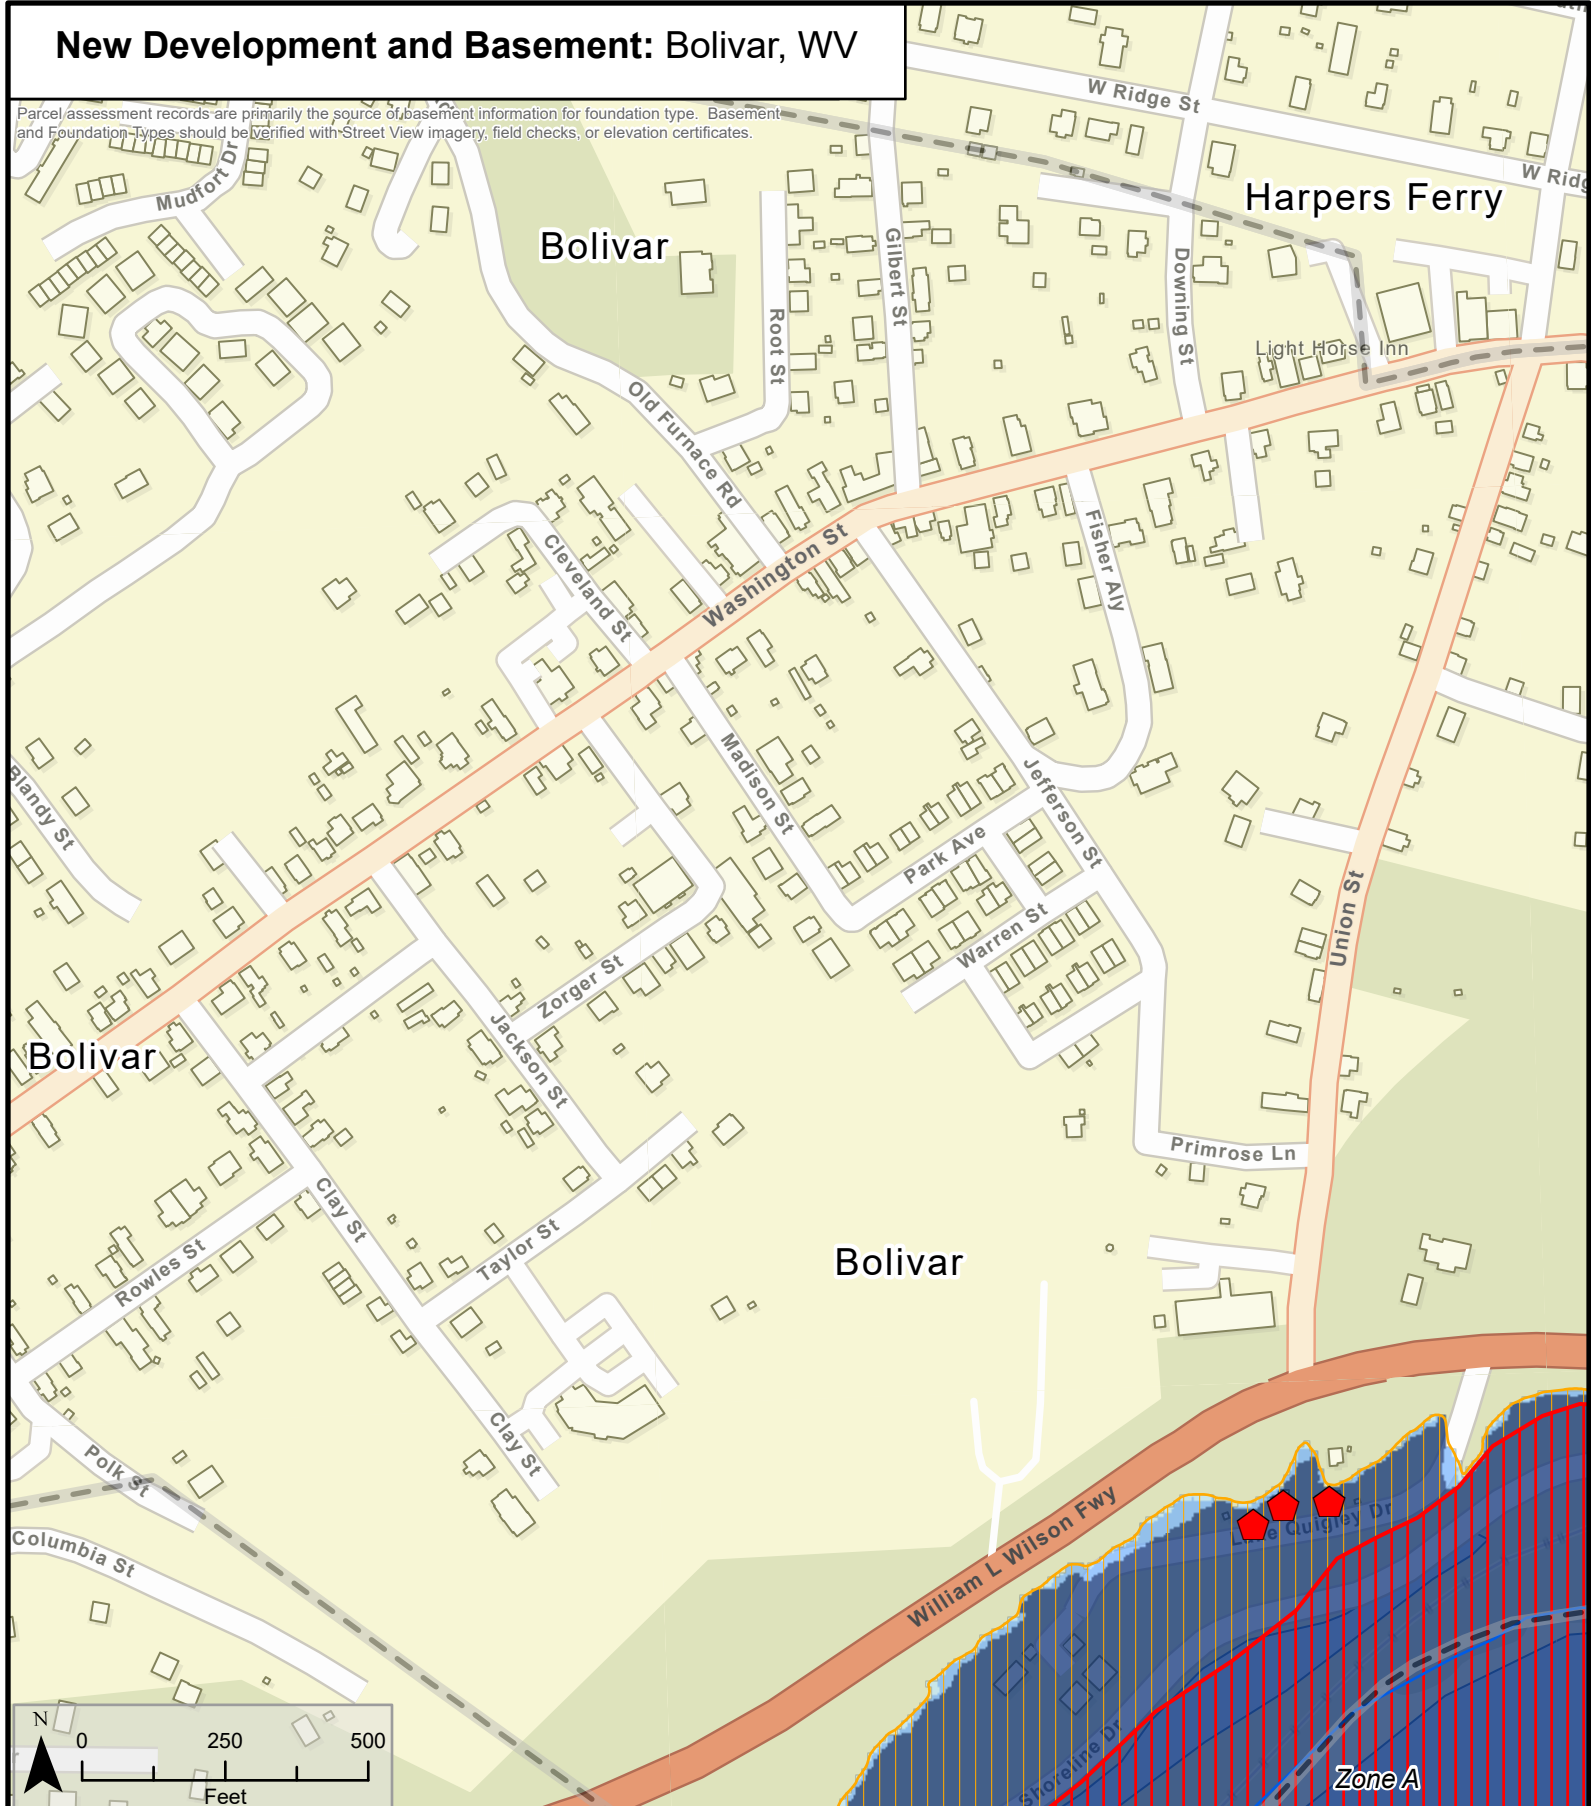 New Development and Basement: Bolivar, WV
Parcel assessment records are primarily the source of basement information for foundation type. Basement
and Foundation Types should be verified with Street View imagery, field checks, or elevation certificates.
W Ridge St
W Ridg
Mudfort Dr
Harpers Ferry
Bolivar
Gilbert St
Downing St
Root St
Light Horse Inn
Old Furnace Rd
Washington St
Cleveland St
Fisher Aly
Madison St
Jefferson St
Blandy St
Park Ave
Union St
Warren St
Zorger St
Jackson St
Bolivar
Primrose Ln
Clay St
Taylor St
Rowles St
Bolivar
Clay St
Polk St
William L Wilson Fwy
Quigley Dr
Columbia St
Shoreline Dr
Zone A
N
0 250 500
Feet